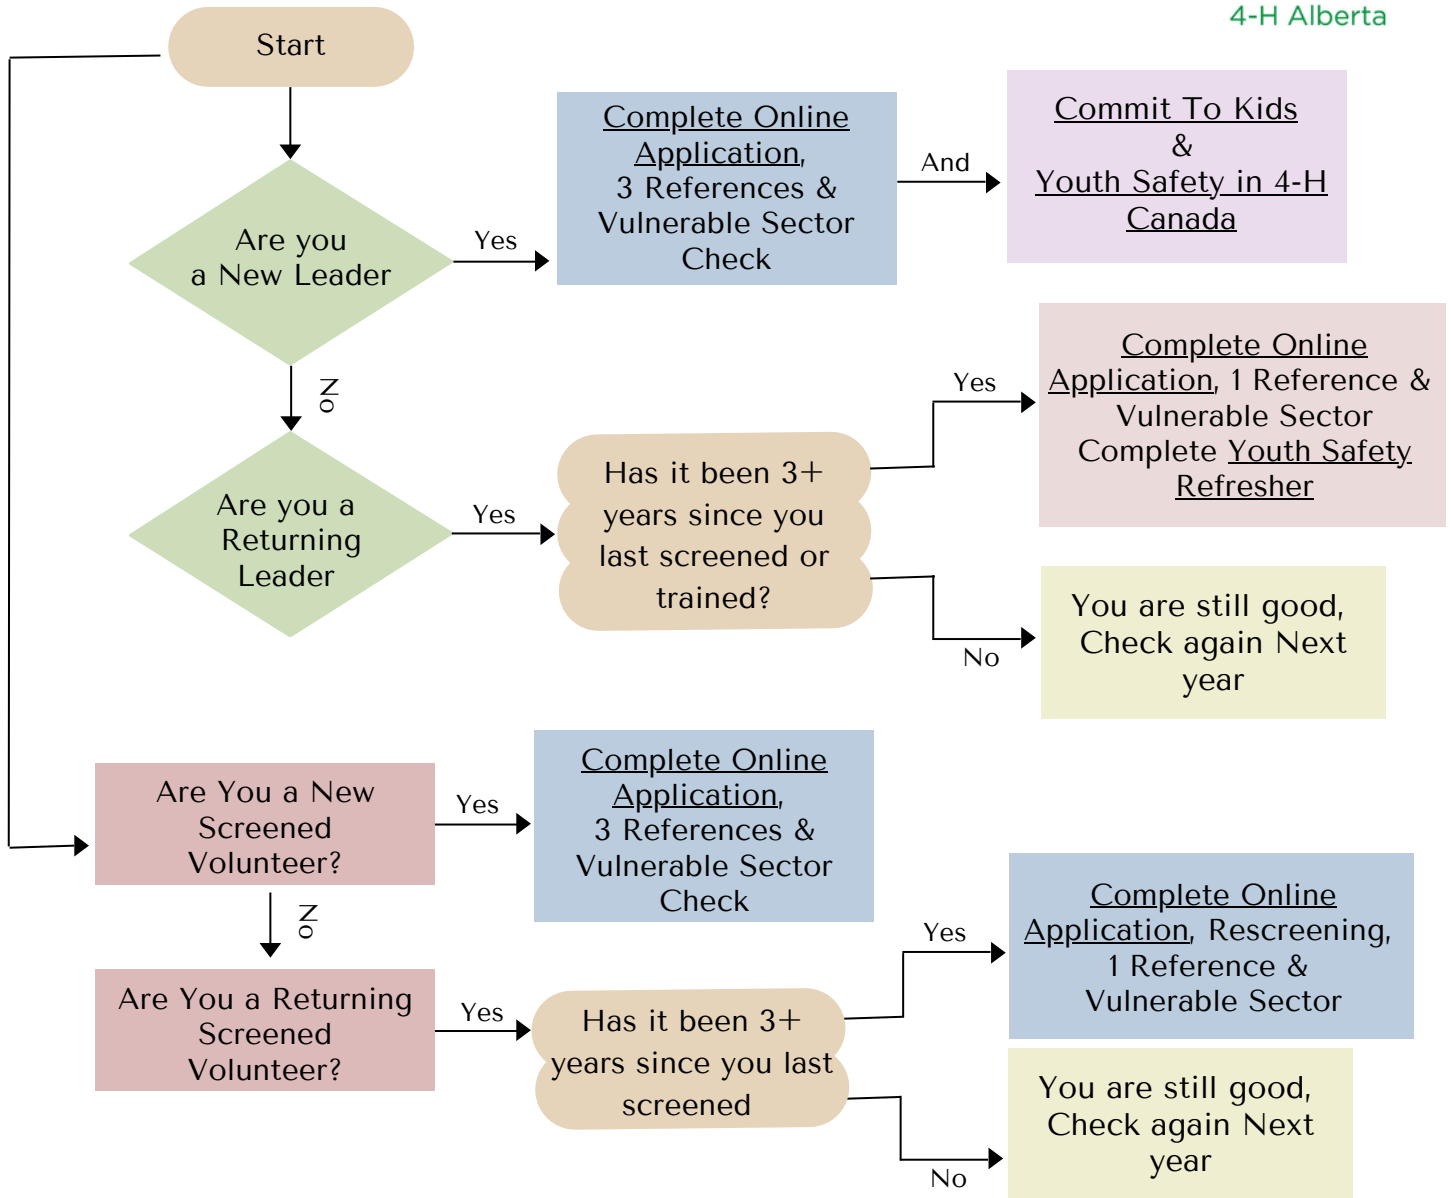 4-H Alberta
Start
Complete Online
Application,
3 References &
Vulnerable Sector
Check
And
Commit To Kids
&
Youth Safety in 4-H
Canada
Are you
a New Leader
Yes
No
Are you a
Returning
Leader
Yes
Has it been 3+
years since you
last screened or
trained?
Yes
Complete Online
Application, 1 Reference &
Vulnerable Sector
Complete Youth Safety
Refresher
No
You are still good,
Check again Next
year
Are You a New
Screened
Volunteer?
Yes
Complete Online
Application,
3 References &
Vulnerable Sector
Check
No
Are You a Returning
Screened
Volunteer?
Yes
Has it been 3+
years since you last
screened
Yes
Complete Online
Application, Rescreening,
1 Reference &
Vulnerable Sector
No
You are still good,
Check again Next
year